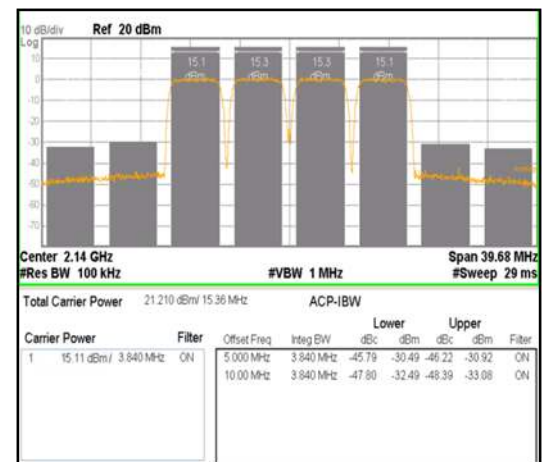 10 dB/div Ref 20 dBm
Log
10
0
-10
-20
-30
-40
-50
-60
-70
15.1 dBm
15.3 dBm
15.3 dBm
15.1 dBm
Center 2.14 GHz Span 39.68 MHz
#Res BW 100 kHz #VBW 1 MHz #Sweep 29 ms
Total Carrier Power 21.210 dBm/ 15.36 MHz ACP-IBW
Lower Upper
Carrier Power Filter Offset Freq Integ BW dBc dBm dBc dBm Filter
1 15.11 dBm / 3.840 MHz ON 5.000 MHz 3.840 MHz -45.79 -30.49 -46.22 -30.92 ON
10.00 MHz 3.840 MHz -47.80 -32.49 -48.39 -33.08 ON